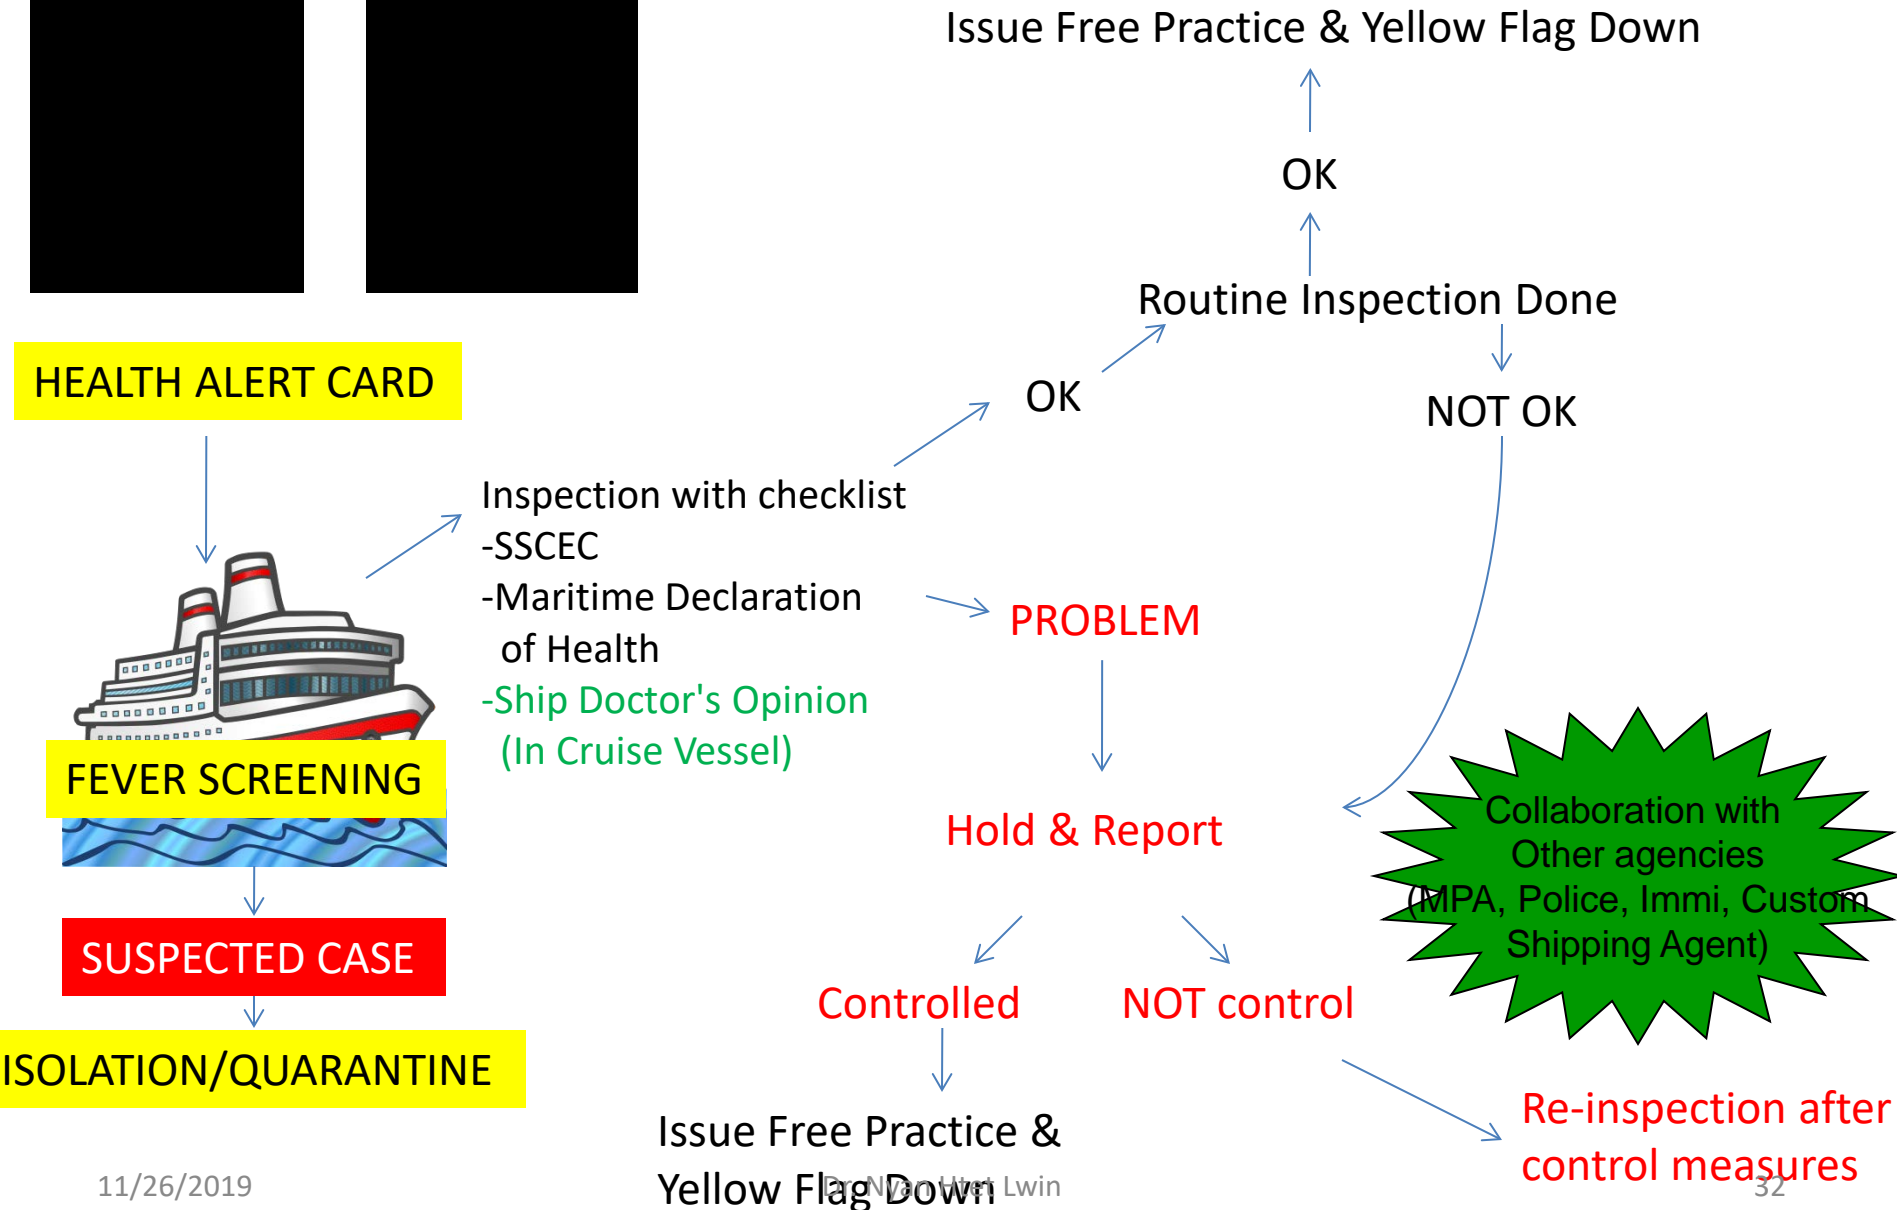 Issue Free Practice & Yellow Flag Down
OK
Routine Inspection Done
HEALTH ALERT CARD
OK
NOT OK
Inspection with checklist
-SSCEC
-Maritime Declaration
of Health
-Ship Doctor's Opinion
(In Cruise Vessel)
PROBLEM
FEVER SCREENING
Hold & Report
Collaboration with
Other agencies
(MPA, Police, Immi, Custom
Shipping Agent)
SUSPECTED CASE
Controlled
NOT control
ISOLATION/QUARANTINE
Issue Free Practice &
Yellow Flag Down
Re-inspection after
control measures
11/26/2019
Dr. Nyan Htet Lwin
32